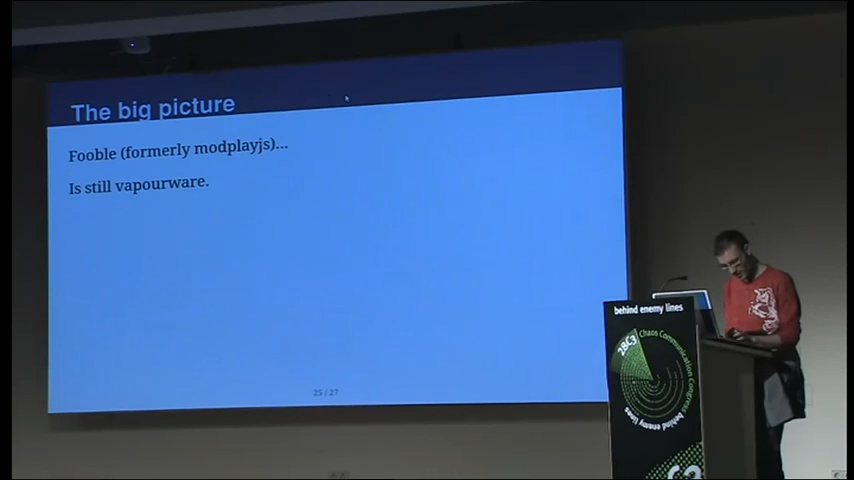 The big picture
Fooble (formerly modplayjs)...
Is still vapourware.
25 / 27
behind enemy lines
28C3
Chaos Communication Congress behind enemy lines